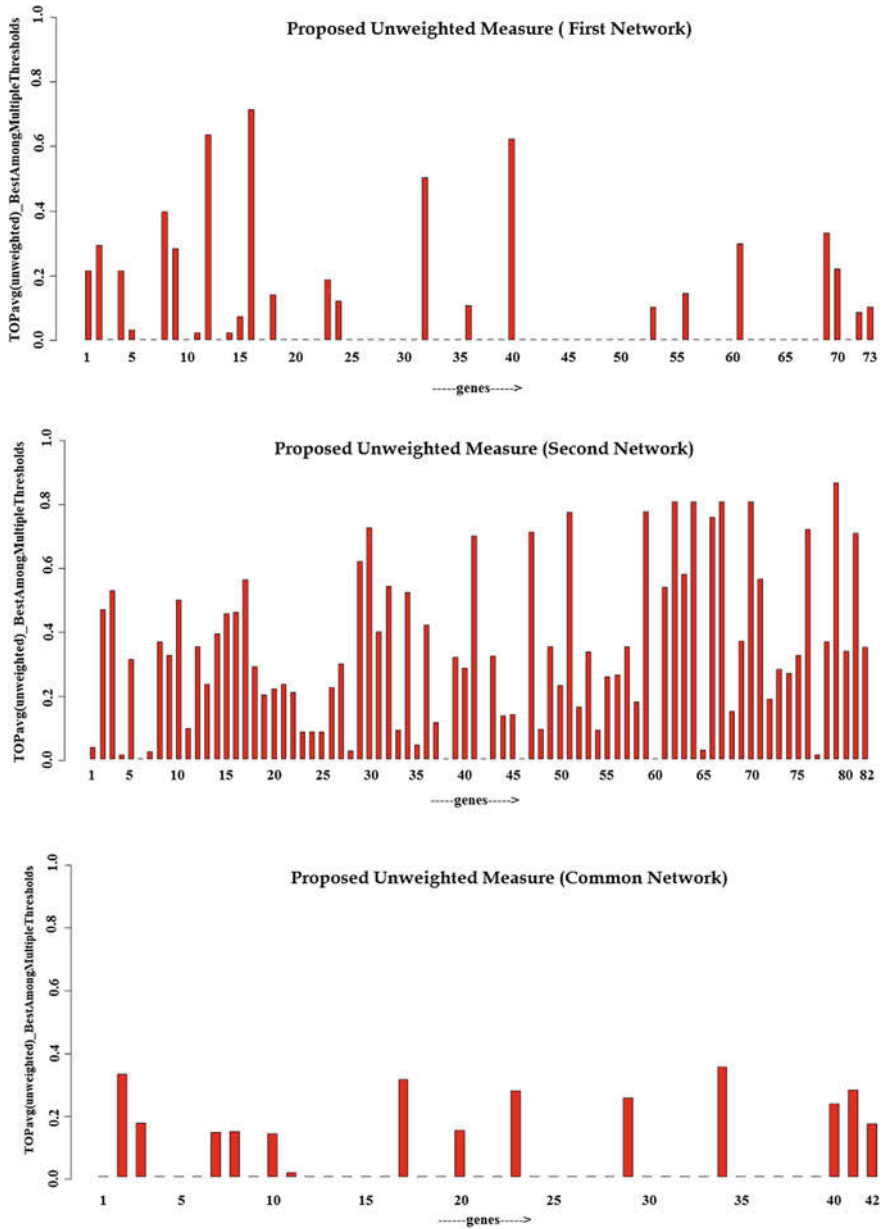 Proposed Unweighted Measure ( First Network)
TOPavg(unweighted)_BestAmongMultipleThresholds
1.0
0.8
0.6
0.4
0.2
0.0
1 5 10 15 20 25 30 35 40 45 50 55 60 65 70 73
-----genes----->
Proposed Unweighted Measure (Second Network)
TOPavg(unweighted)_BestAmongMultipleThresholds
1.0
0.8
0.6
0.4
0.2
0.0
1 5 10 15 20 25 30 35 40 45 50 55 60 65 70 75 80 82
-----genes----->
Proposed Unweighted Measure (Common Network)
TOPavg(unweighted)_BestAmongMultipleThresholds
1.0
0.8
0.6
0.4
0.2
0.0
1 5 10 15 20 25 30 35 40 42
------genes----->